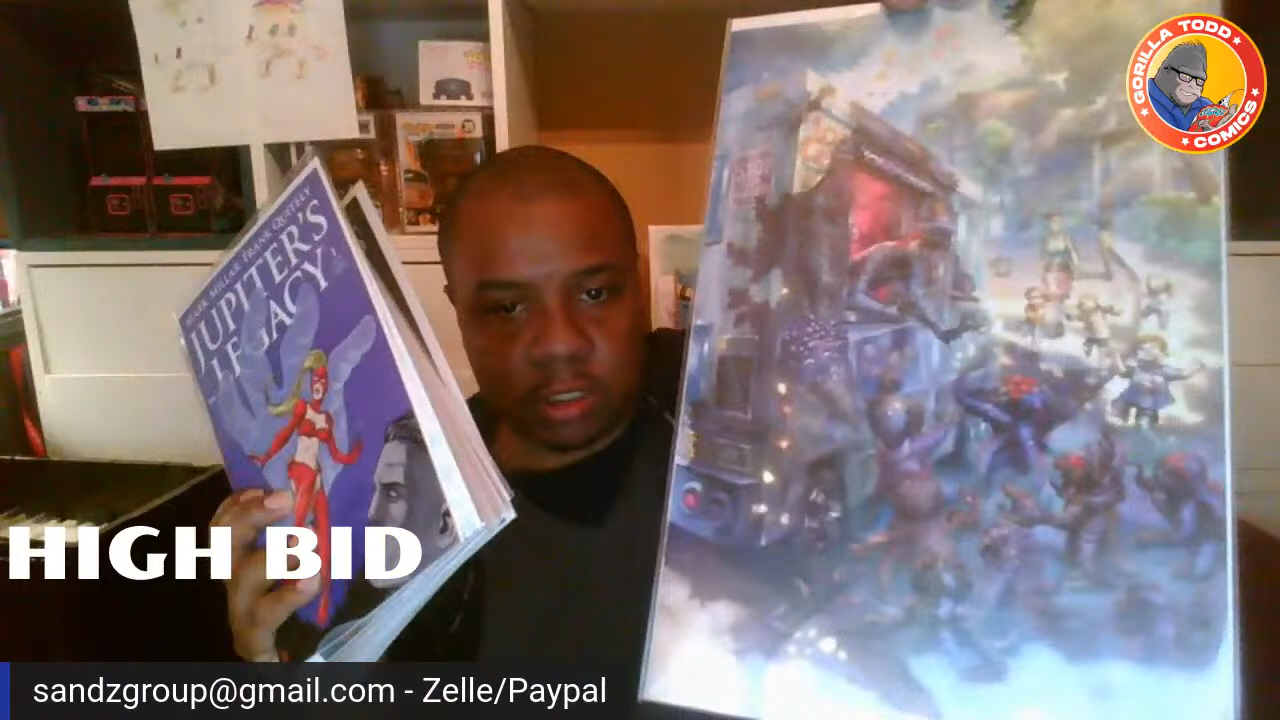 GORILLA TODD
COMICS
MARK MILLAR FRANK QUITELY
JUPITER'S
LEGACY
HIGH BID
sandzgroup@gmail.com - Zelle/Paypal